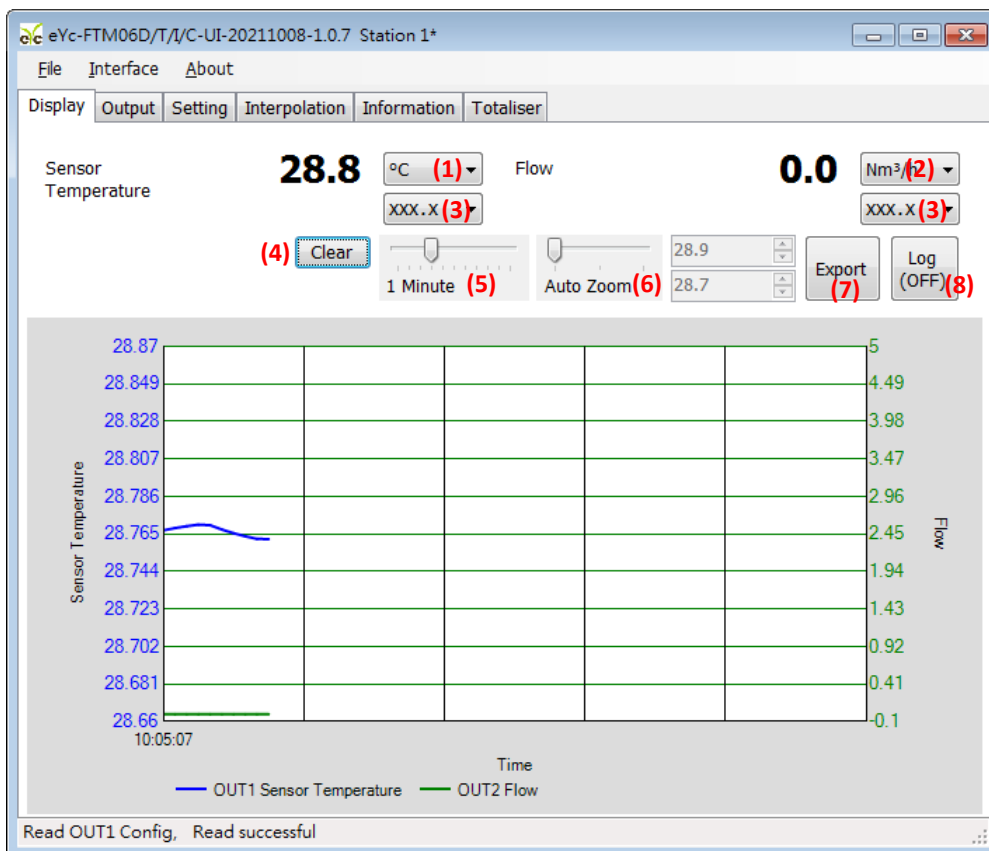 eyc eYc-FTM06D/T/I/C-UI-20211008-1.0.7 Station 1*
File Interface About
Display Output Setting Interpolation Information Totaliser
Sensor Temperature 28.8 °C (1) Flow 0.0 Nm³/h (2)
xxx.x (3) xxx.x (3)
(4) Clear 1 Minute (5) Auto Zoom (6) 28.9 28.7 Export (7) Log (OFF) (8)
28.87 5
28.849 4.49
28.828 3.98
28.807 3.47
28.786 2.96
28.765 2.45
28.744 1.94
28.723 1.43
28.702 0.92
28.681 0.41
28.66 -0.1
Sensor Temperature
Flow
10:05:07
Time
OUT1 Sensor Temperature OUT2 Flow
Read OUT1 Config, Read successful